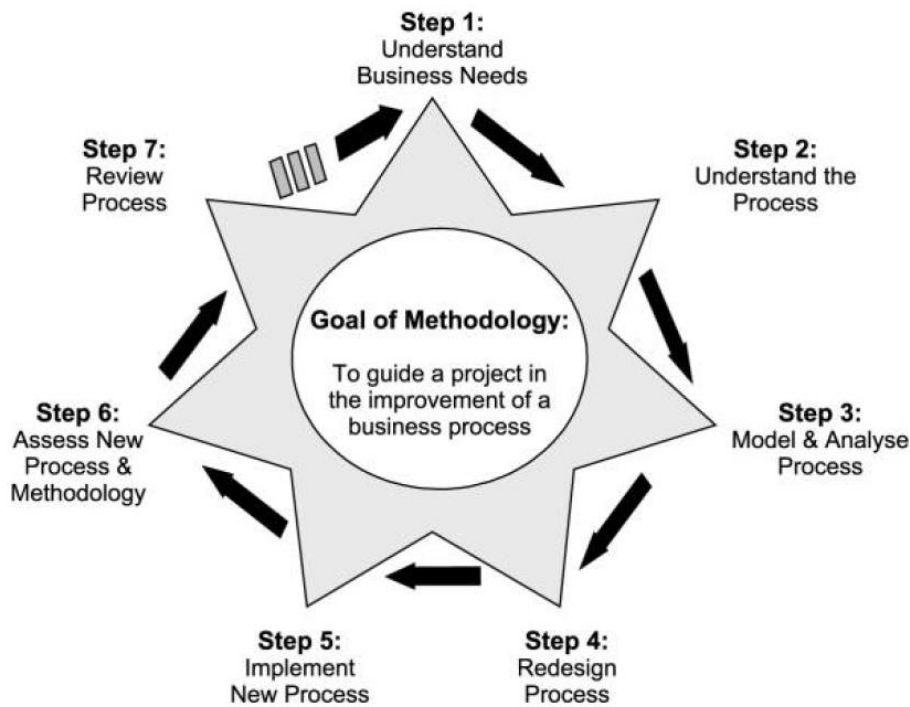 Step 1:
Understand
Business Needs
Step 2:
Understand the
Process
Step 3:
Model & Analyse
Process
Step 4:
Redesign
Process
Step 5:
Implement
New Process
Step 6:
Assess New
Process &
Methodology
Step 7:
Review
Process
Goal of Methodology:
To guide a project in
the improvement of a
business process